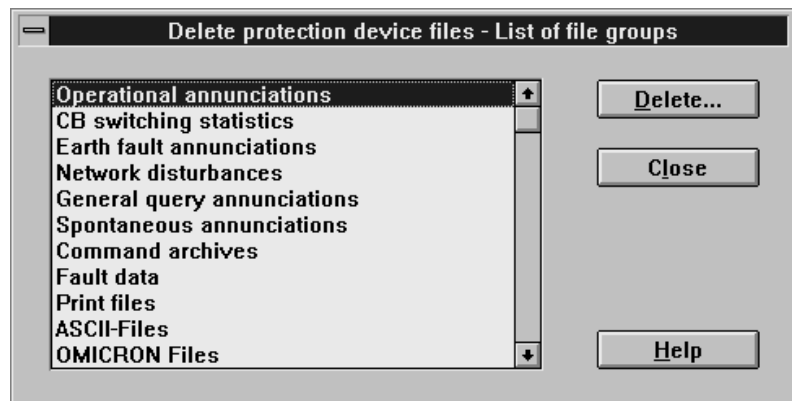 Delete protection device files - List of file groups
Operational annunciations
CB switching statistics
Earth fault annunciations
Network disturbances
General query annunciations
Spontaneous annunciations
Command archives
Fault data
Print files
ASCII-Files
OMICRON Files
Delete...
Close
Help